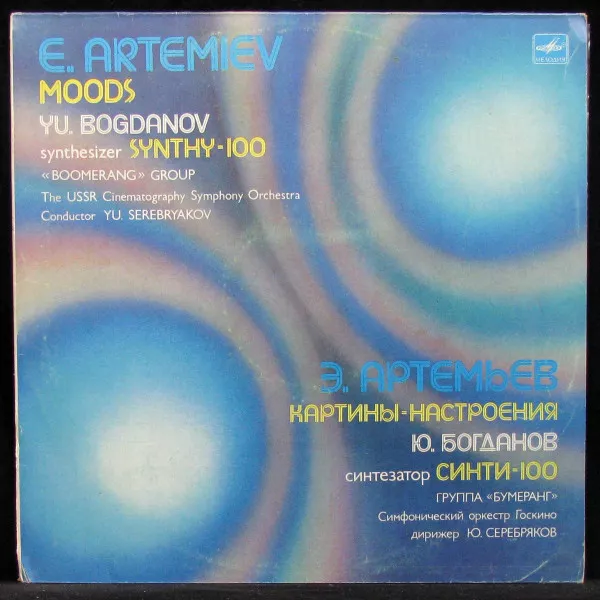 E. ARTEMIEV
MOODS
YU. BOGDANOV
synthesizer SYNTHY-100
«BOOMERANG» GROUP
The USSR Cinematography Symphony Orchestra
Conductor YU. SEREBRYAKOV
МЕЛОДИЯ
Э. АРТЕМЬЕВ
КАРТИНЫ-НАСТРОЕНИЯ
Ю. БОГДАНОВ
синтезатор СИНТИ-100
ГРУППА «БУМЕРАНГ»
Симфонический оркестр Госкино
дирижер Ю. СЕРЕБРЯКОВ